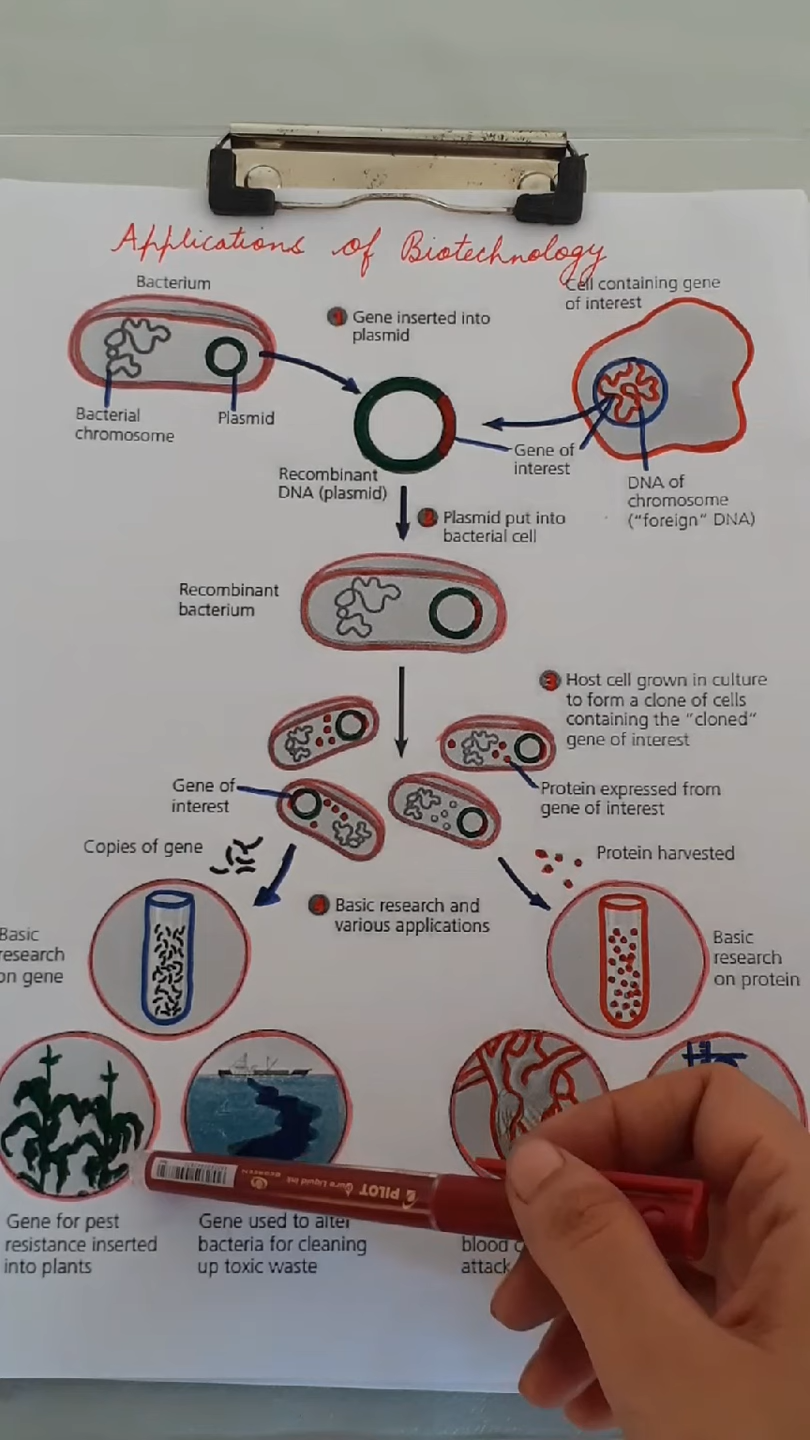 Applications of Biotechnology
Bacterium
Cell containing gene
of interest
1 Gene inserted into
plasmid
Bacterial
chromosome
Plasmid
Gene of
interest
Recombinant
DNA (plasmid)
DNA of
chromosome
("foreign" DNA)
2 Plasmid put into
bacterial cell
Recombinant
bacterium
3 Host cell grown in culture
to form a clone of cells
containing the "cloned"
gene of interest
Gene of
interest
Protein expressed from
gene of interest
Copies of gene
Protein harvested
4 Basic research and
various applications
Basic
research
on gene
Basic
research
on protein
PILOT
Gene for pest
resistance inserted
into plants
Gene used to alter
bacteria for cleaning
up toxic waste
blood
attack